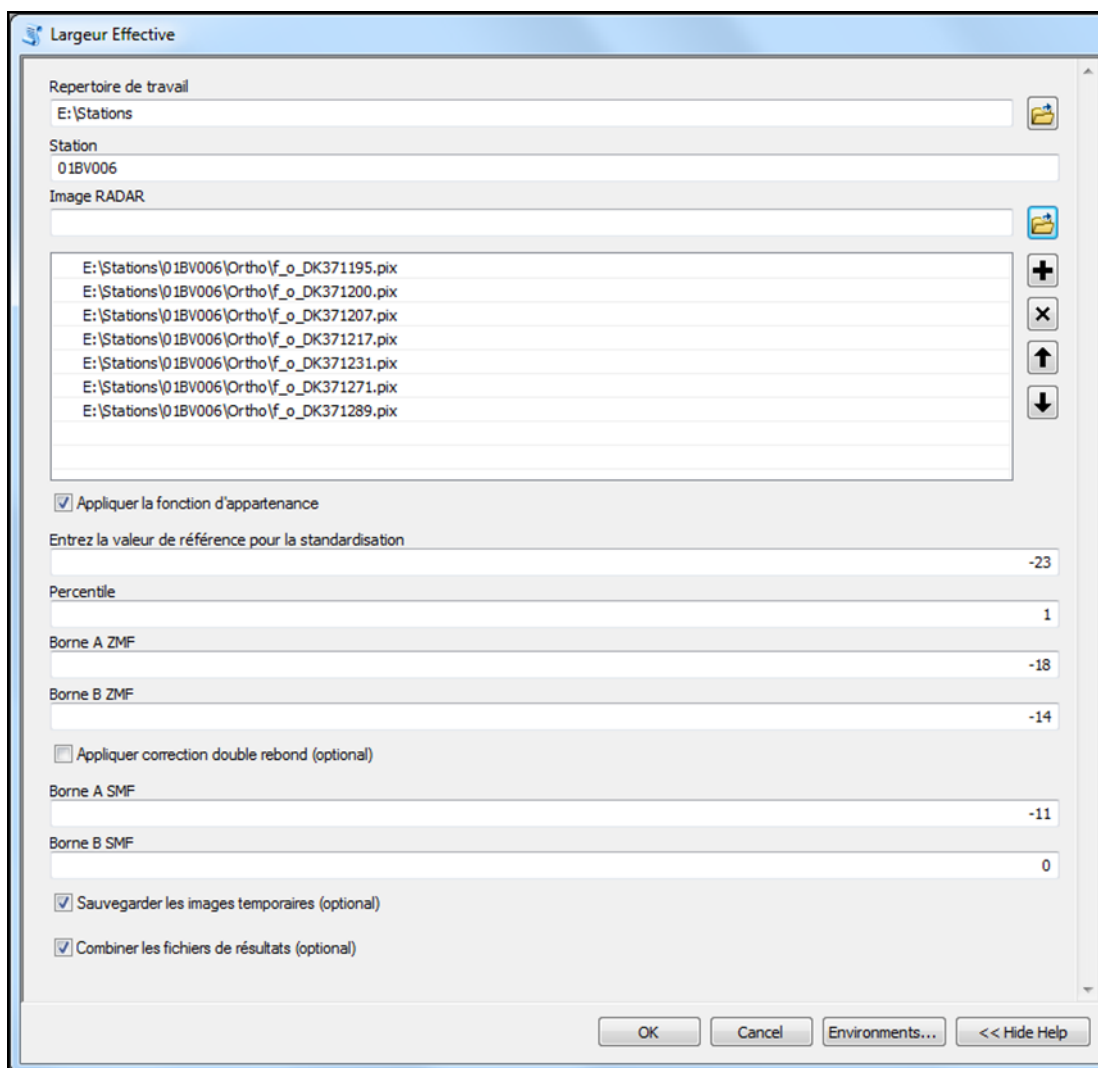 Largeur Effective
Repertoire de travail
E:\Stations
Station
01BV006
Image RADAR
E:\Stations\01BV006\Ortho\f_o_DK371195.pix
E:\Stations\01BV006\Ortho\f_o_DK371200.pix
E:\Stations\01BV006\Ortho\f_o_DK371207.pix
E:\Stations\01BV006\Ortho\f_o_DK371217.pix
E:\Stations\01BV006\Ortho\f_o_DK371231.pix
E:\Stations\01BV006\Ortho\f_o_DK371271.pix
E:\Stations\01BV006\Ortho\f_o_DK371289.pix
Appliquer la fonction d'appartenance
Entrez la valeur de référence pour la standardisation
-23
Percentile
1
Borne A ZMF
-18
Borne B ZMF
-14
Appliquer correction double rebond (optional)
Borne A SMF
-11
Borne B SMF
0
Sauvegarder les images temporaires (optional)
Combiner les fichiers de résultats (optional)
OK Cancel Environments... << Hide Help